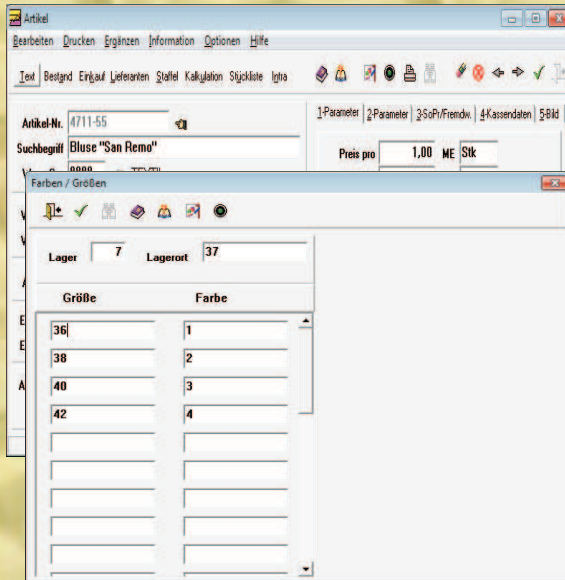 Artikel
Bearbeiten Drucken Ergänzen Information Optionen Hilfe
Text Bestand Einkauf Lieferanten Staffel Kalkulation Stückliste Intra
1-Parameter 2-Parameter 3-SoPr/Fremdw. 4-Kassendaten 5-Bild
Artikel-Nr. 4711-55
Suchbegriff Bluse "San Remo"
Preis pro 1,00 ME Stk
Farben / Größen
Lager 7 Lagerort 37
Größe Farbe
36 1
38 2
40 3
42 4